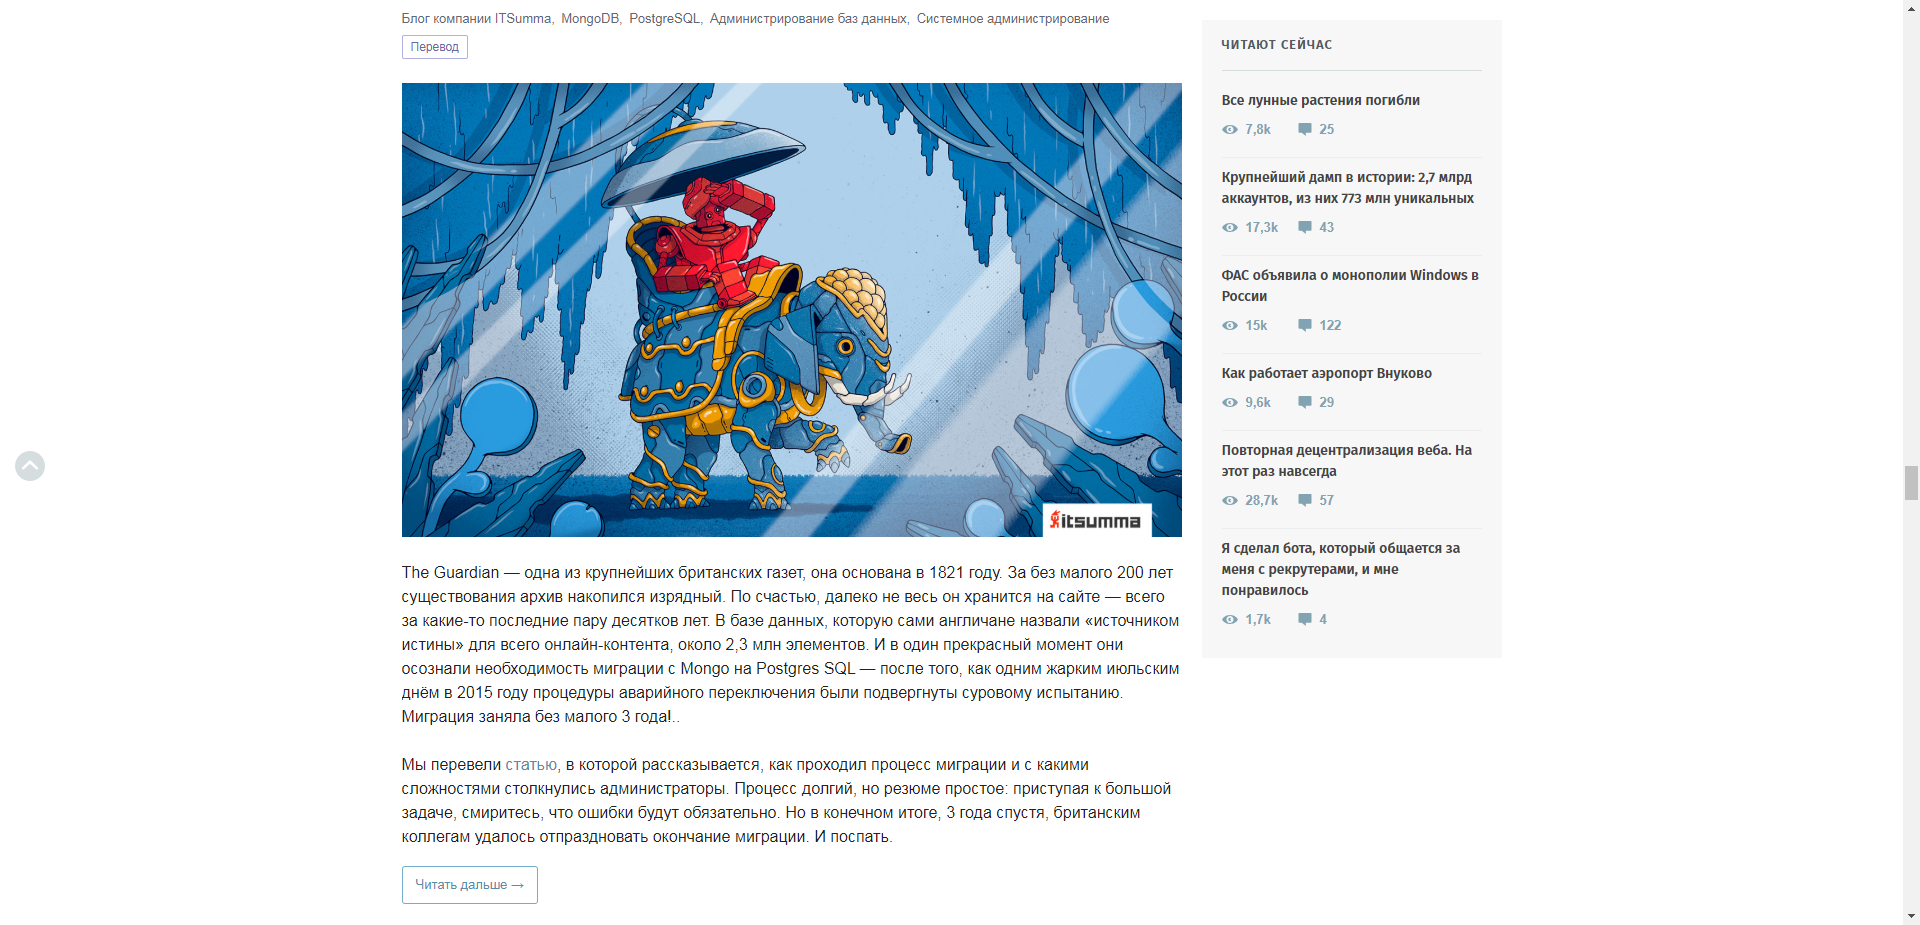 Блог компании ITSumma, MongoDB, PostgreSQL, Администрирование баз данных, Системное администрирование
Перевод
itsumma
The Guardian — одна из крупнейших британских газет, она основана в 1821 году. За без малого 200 лет
существования архив накопился изрядный. По счастью, далеко не весь он хранится на сайте — всего
за какие-то последние пару десятков лет. В базе данных, которую сами англичане назвали «источником
истины» для всего онлайн-контента, около 2,3 млн элементов. И в один прекрасный момент они
осознали необходимость миграции с Mongo на Postgres SQL — после того, как одним жарким июльским
днём в 2015 году процедуры аварийного переключения были подвергнуты суровому испытанию.
Миграция заняла без малого 3 года!..
Мы перевели статью, в которой рассказывается, как проходил процесс миграции и с какими
сложностями столкнулись администраторы. Процесс долгий, но резюме простое: приступая к большой
задаче, смиритесь, что ошибки будут обязательно. Но в конечном итоге, 3 года спустя, британским
коллегам удалось отпраздновать окончание миграции. И поспать.
Читать дальше →
ЧИТАЮТ СЕЙЧАС
Все лунные растения погибли
7,8k 25
Крупнейший дамп в истории: 2,7 млрд
аккаунтов, из них 773 млн уникальных
17,3k 43
ФАС объявила о монополии Windows в
России
15k 122
Как работает аэропорт Внуково
9,6k 29
Повторная децентрализация веба. На
этот раз навсегда
28,7k 57
Я сделал бота, который общается за
меня с рекрутерами, и мне
понравилось
1,7k 4